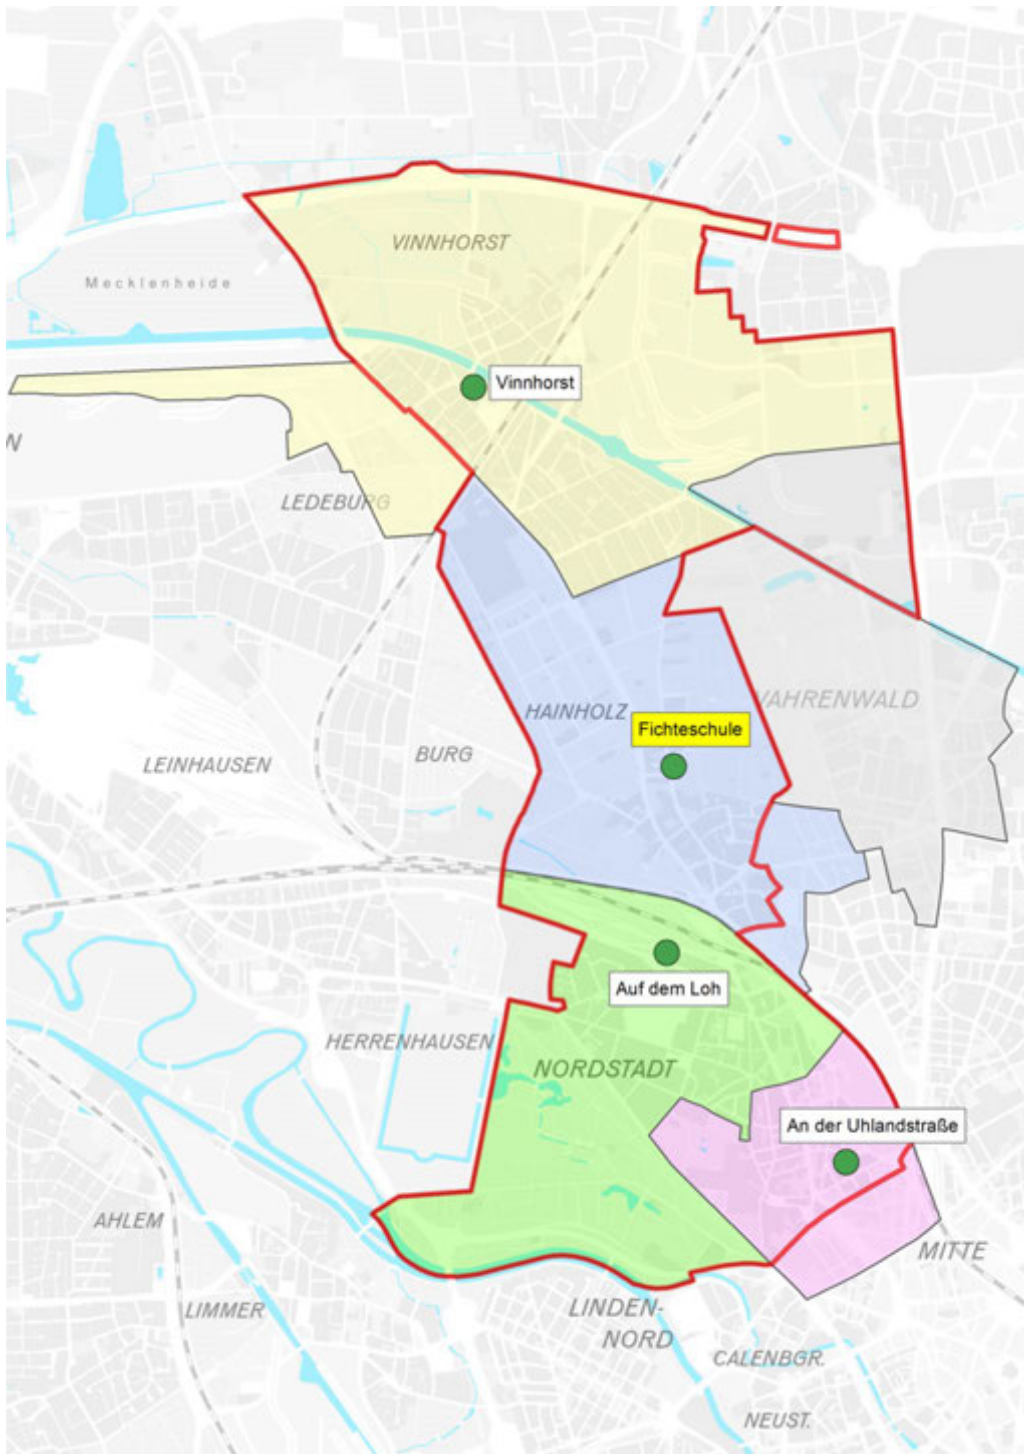 VINNHORST
Mecklenheide
Vinnhorst
N
LEDEBURG
HAINHOLZ
VAHRENWALD
Fichteschule
BURG
LEINHAUSEN
Auf dem Loh
HERRENHAUSEN
NORDSTADT
An der Uhlandstraße
AHLEM
MITTE
LIMMER
LINDEN-
NORD
CALENBGR.
NEUST.